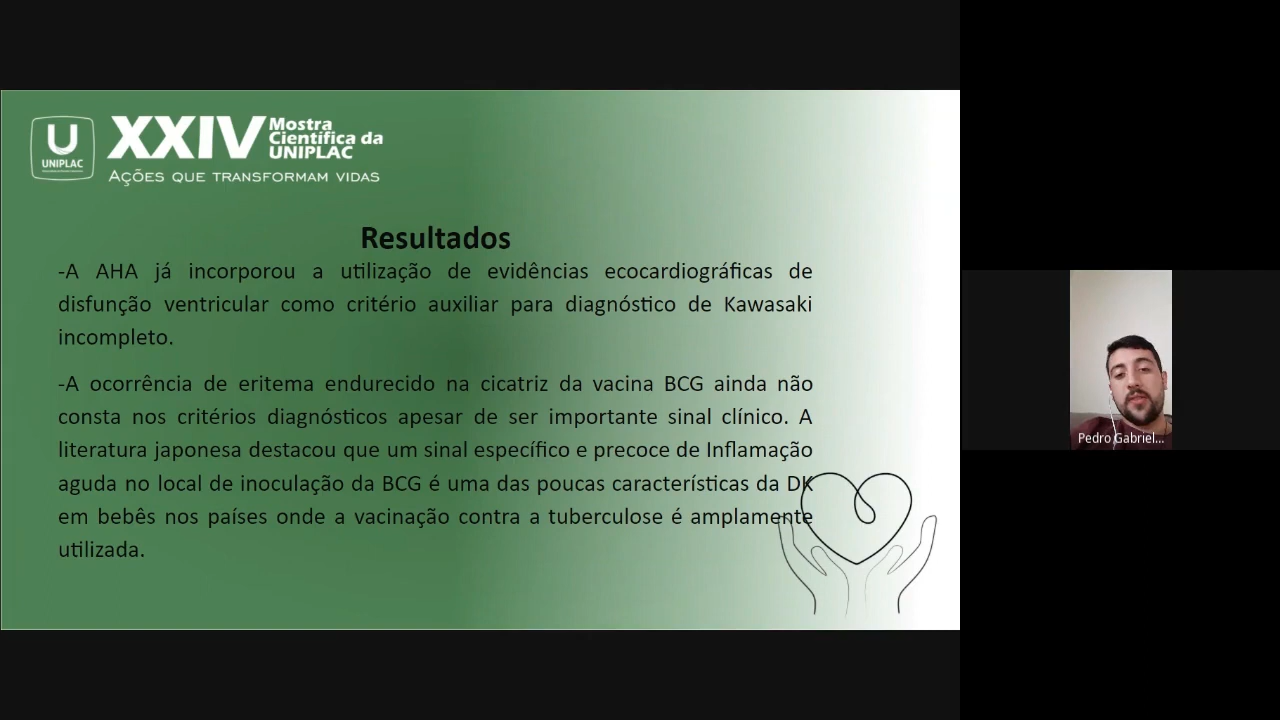 U
UNIPLAC
XXIV Mostra
Científica da
UNIPLAC
AÇÕES QUE TRANSFORMAM VIDAS
Resultados
-A AHA já incorporou a utilização de evidências ecocardiográficas de
disfunção ventricular como critério auxiliar para diagnóstico de Kawasaki
incompleto.
-A ocorrência de eritema endurecido na cicatriz da vacina BCG ainda não
consta nos critérios diagnósticos apesar de ser importante sinal clínico. A
literatura japonesa destacou que um sinal específico e precoce de Inflamação
aguda no local de inoculação da BCG é uma das poucas características da DK
em bebês nos países onde a vacinação contra a tuberculose é amplamente
utilizada.
Pedro Gabriel...